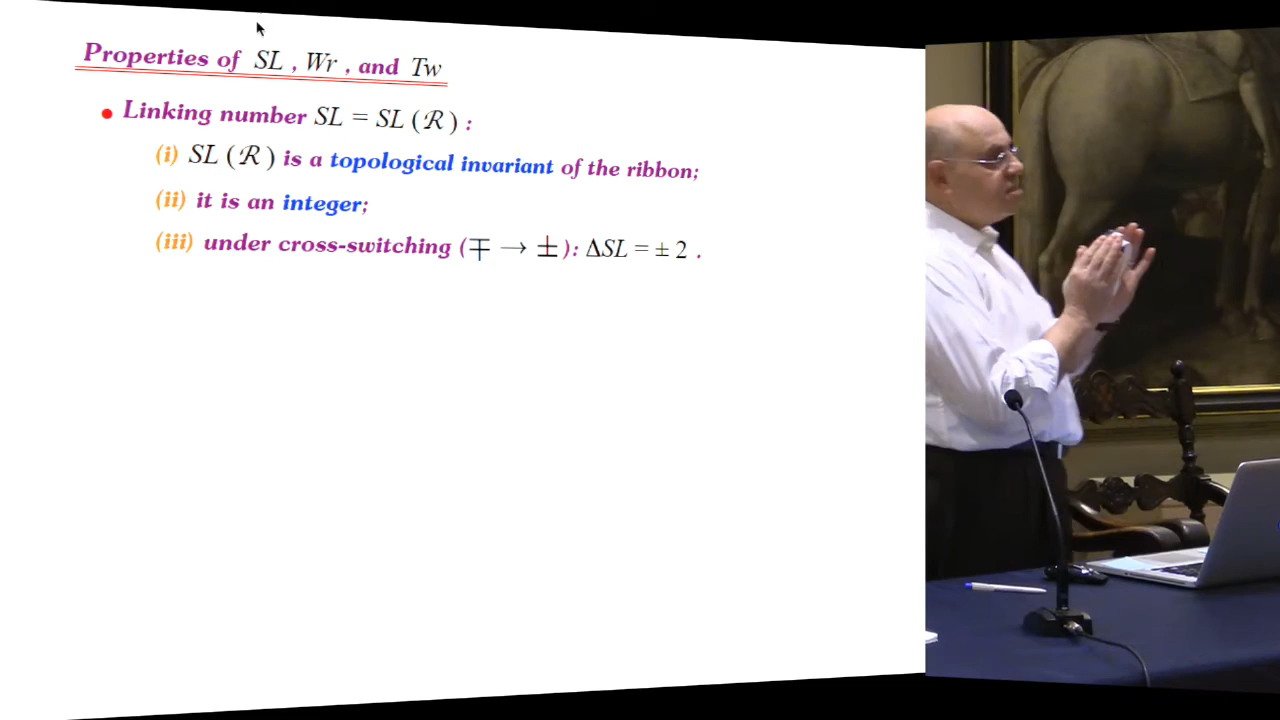 Properties of SL , Wr , and Tw
• Linking number SL = SL (ℛ) :
(i) SL (ℛ) is a topological invariant of the ribbon;
(ii) it is an integer;
(iii) under cross-switching (∓ → ±): ΔSL = ± 2 .